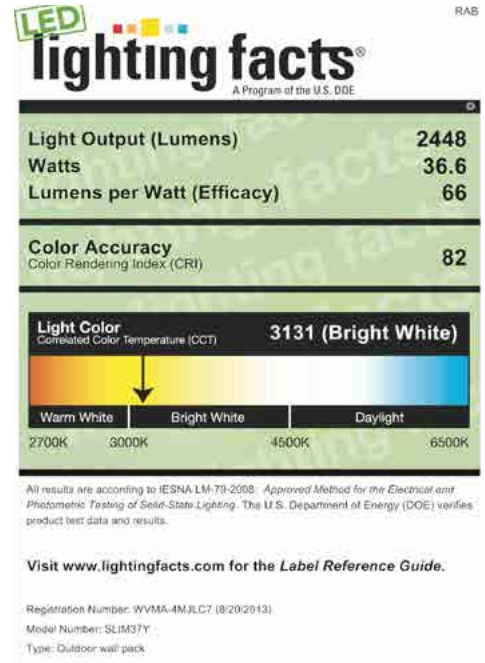 RAB
LED
lighting facts®
A Program of the U.S. DOE
Light Output (Lumens) 2448
Watts 36.6
Lumens per Watt (Efficacy) 66
Color Accuracy 82
Color Rendering Index (CRI)
Light Color 3131 (Bright White)
Correlated Color Temperature (CCT)
Warm White Bright White Daylight
2700K 3000K 4500K 6500K
All results are according to IESNA LM-79-2008: Approved Method for the Electrical and
Photometric Testing of Solid-State Lighting. The U.S. Department of Energy (DOE) verifies
product test data and results.
Visit www.lightingfacts.com for the Label Reference Guide.
Registration Number: WVMA-4MJLC7 (8/20/2013)
Model Number: SLIM37Y
Type: Outdoor wall pack